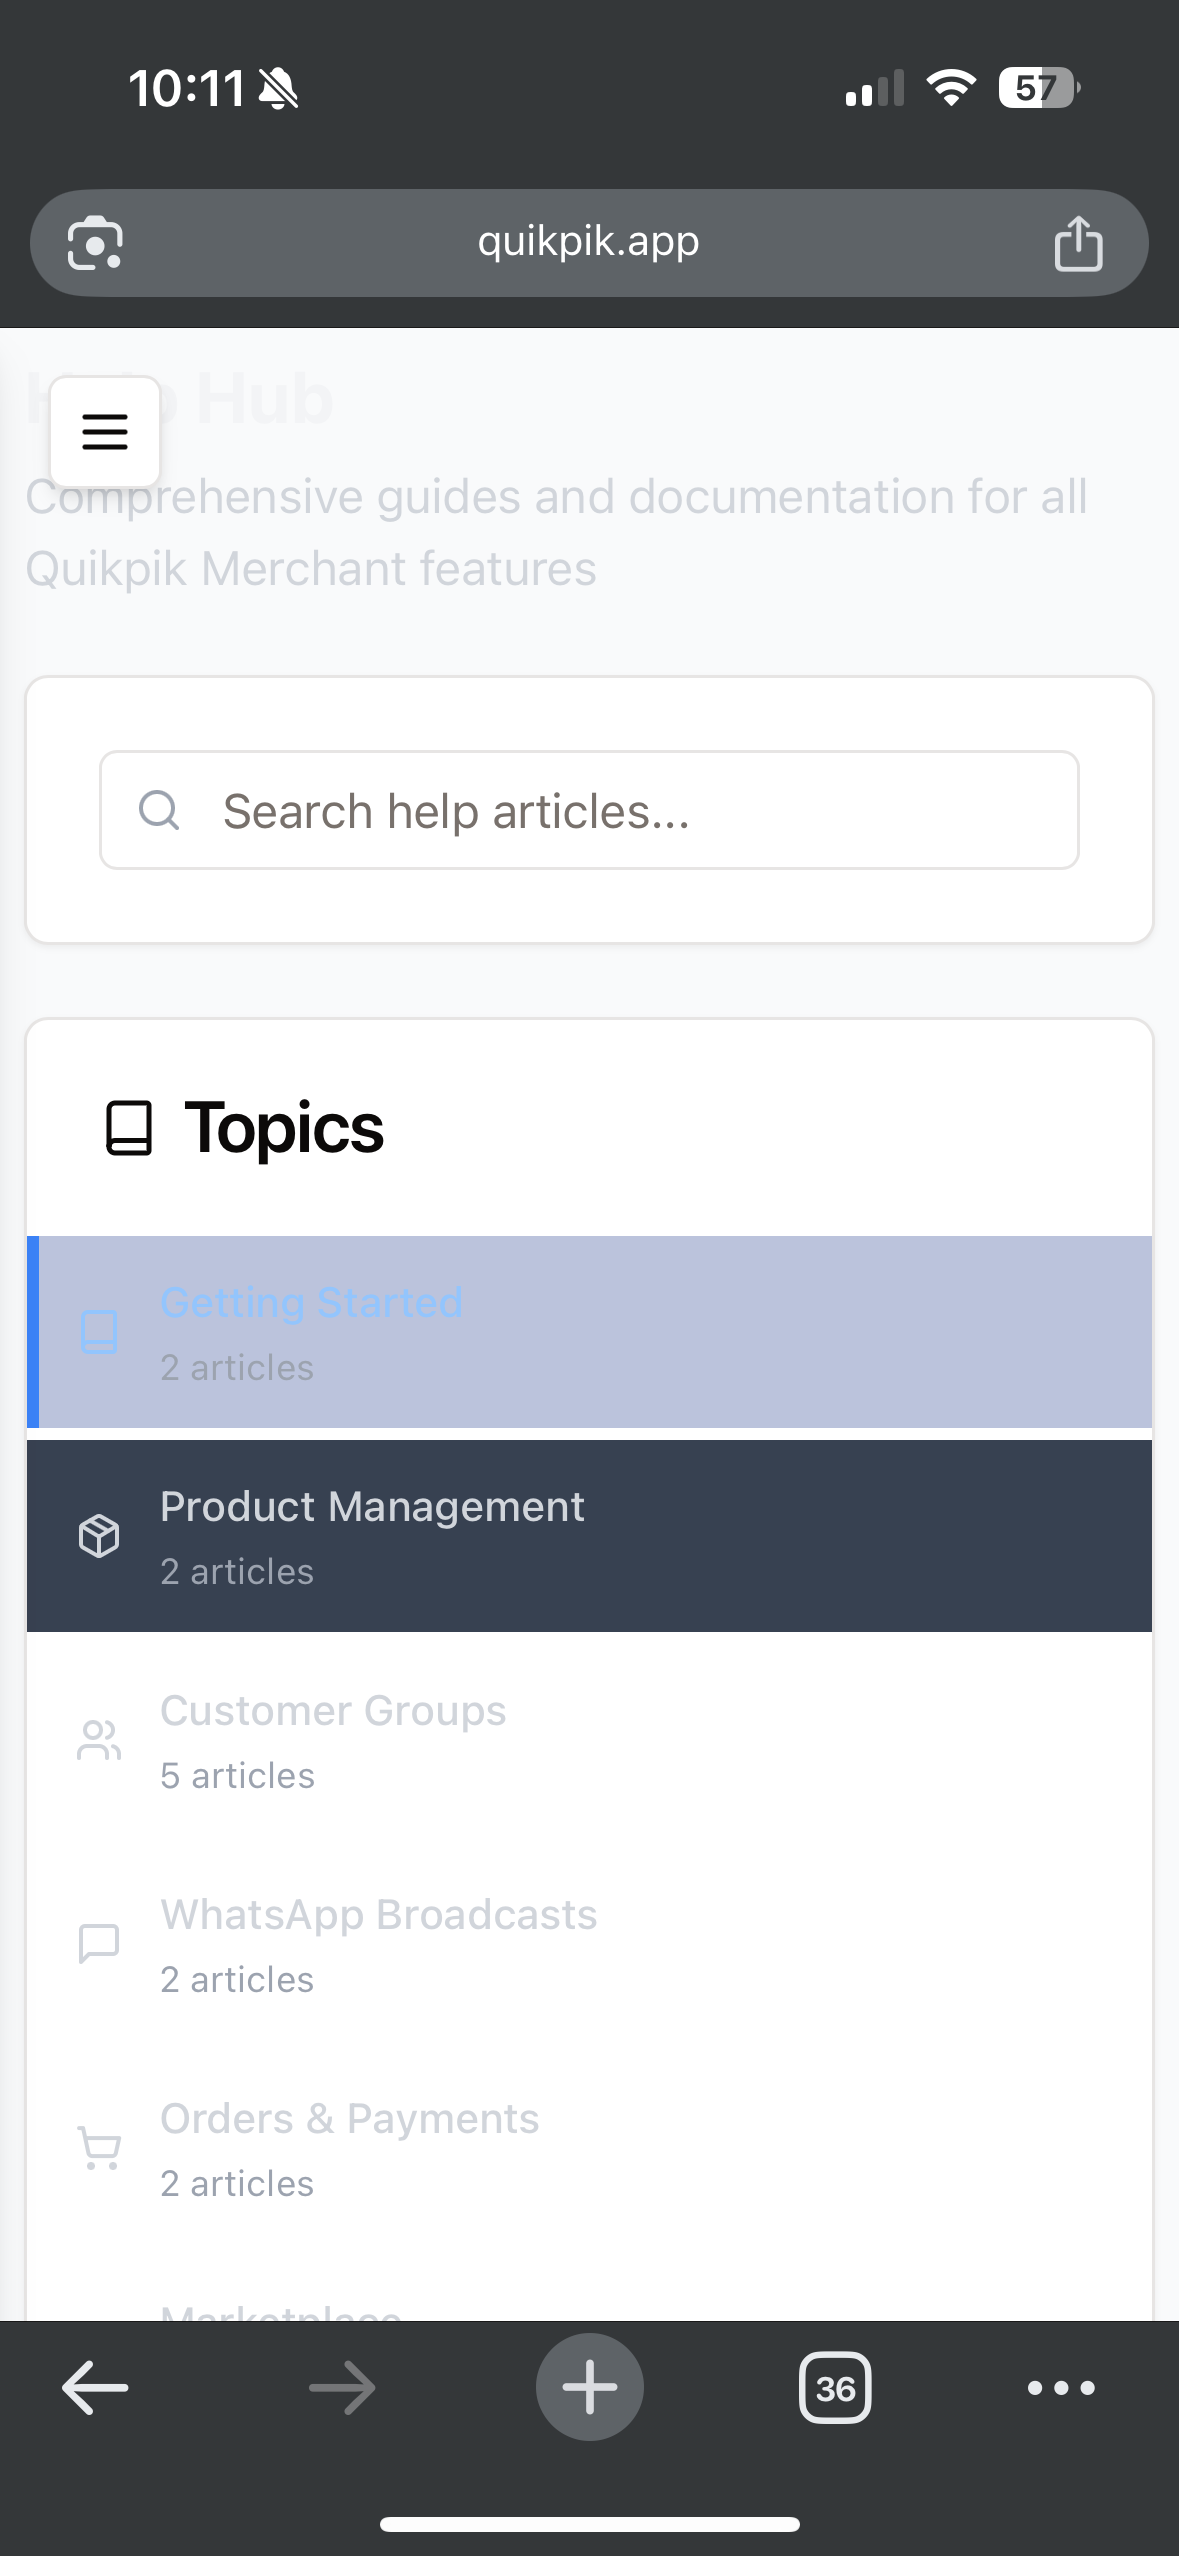 10:11
57
quikpik.app
Hub
Comprehensive guides and documentation for all
Quikpik Merchant features
Search help articles...
Topics
Getting Started
2 articles
Product Management
2 articles
Customer Groups
5 articles
WhatsApp Broadcasts
2 articles
Orders & Payments
2 articles
Marketplace
36